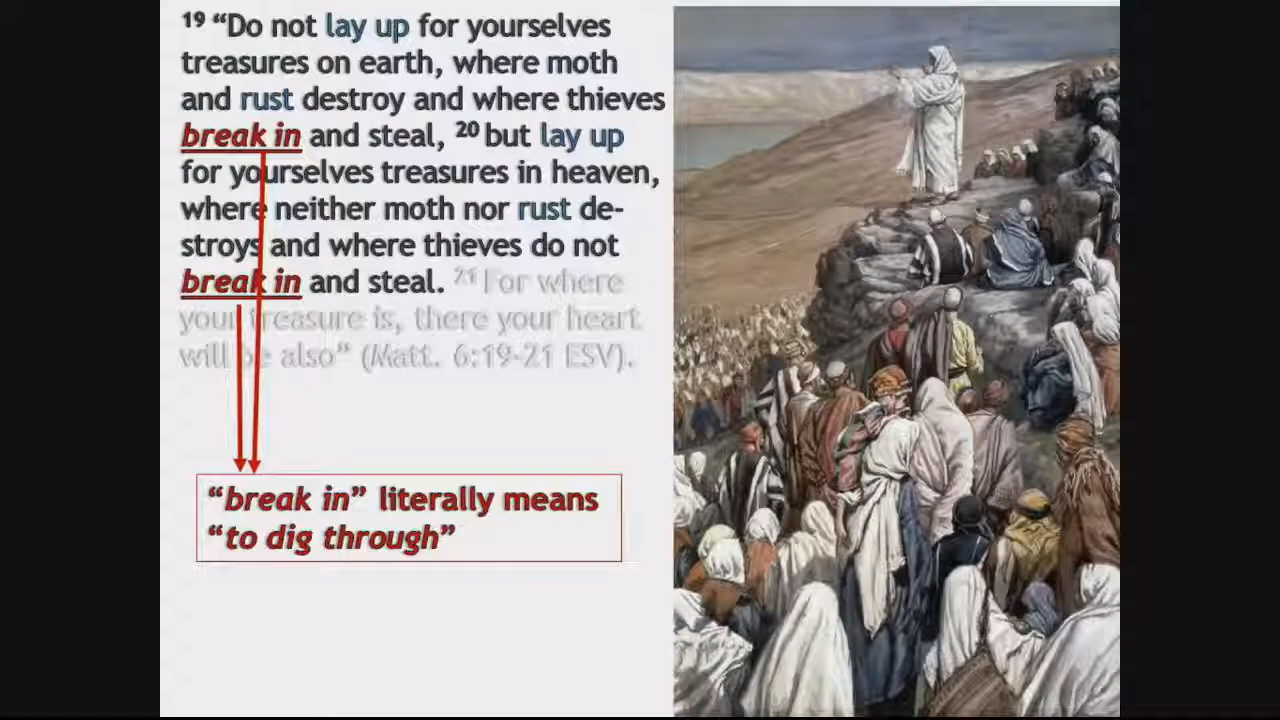 19 “Do not lay up for yourselves
treasures on earth, where moth
and rust destroy and where thieves
break in and steal, 20 but lay up
for yourselves treasures in heaven,
where neither moth nor rust de-
stroys and where thieves do not
break in and steal. 21 For where
your treasure is, there your heart
will be also” (Matt. 6:19-21 ESV).
“break in” literally means
“to dig through”